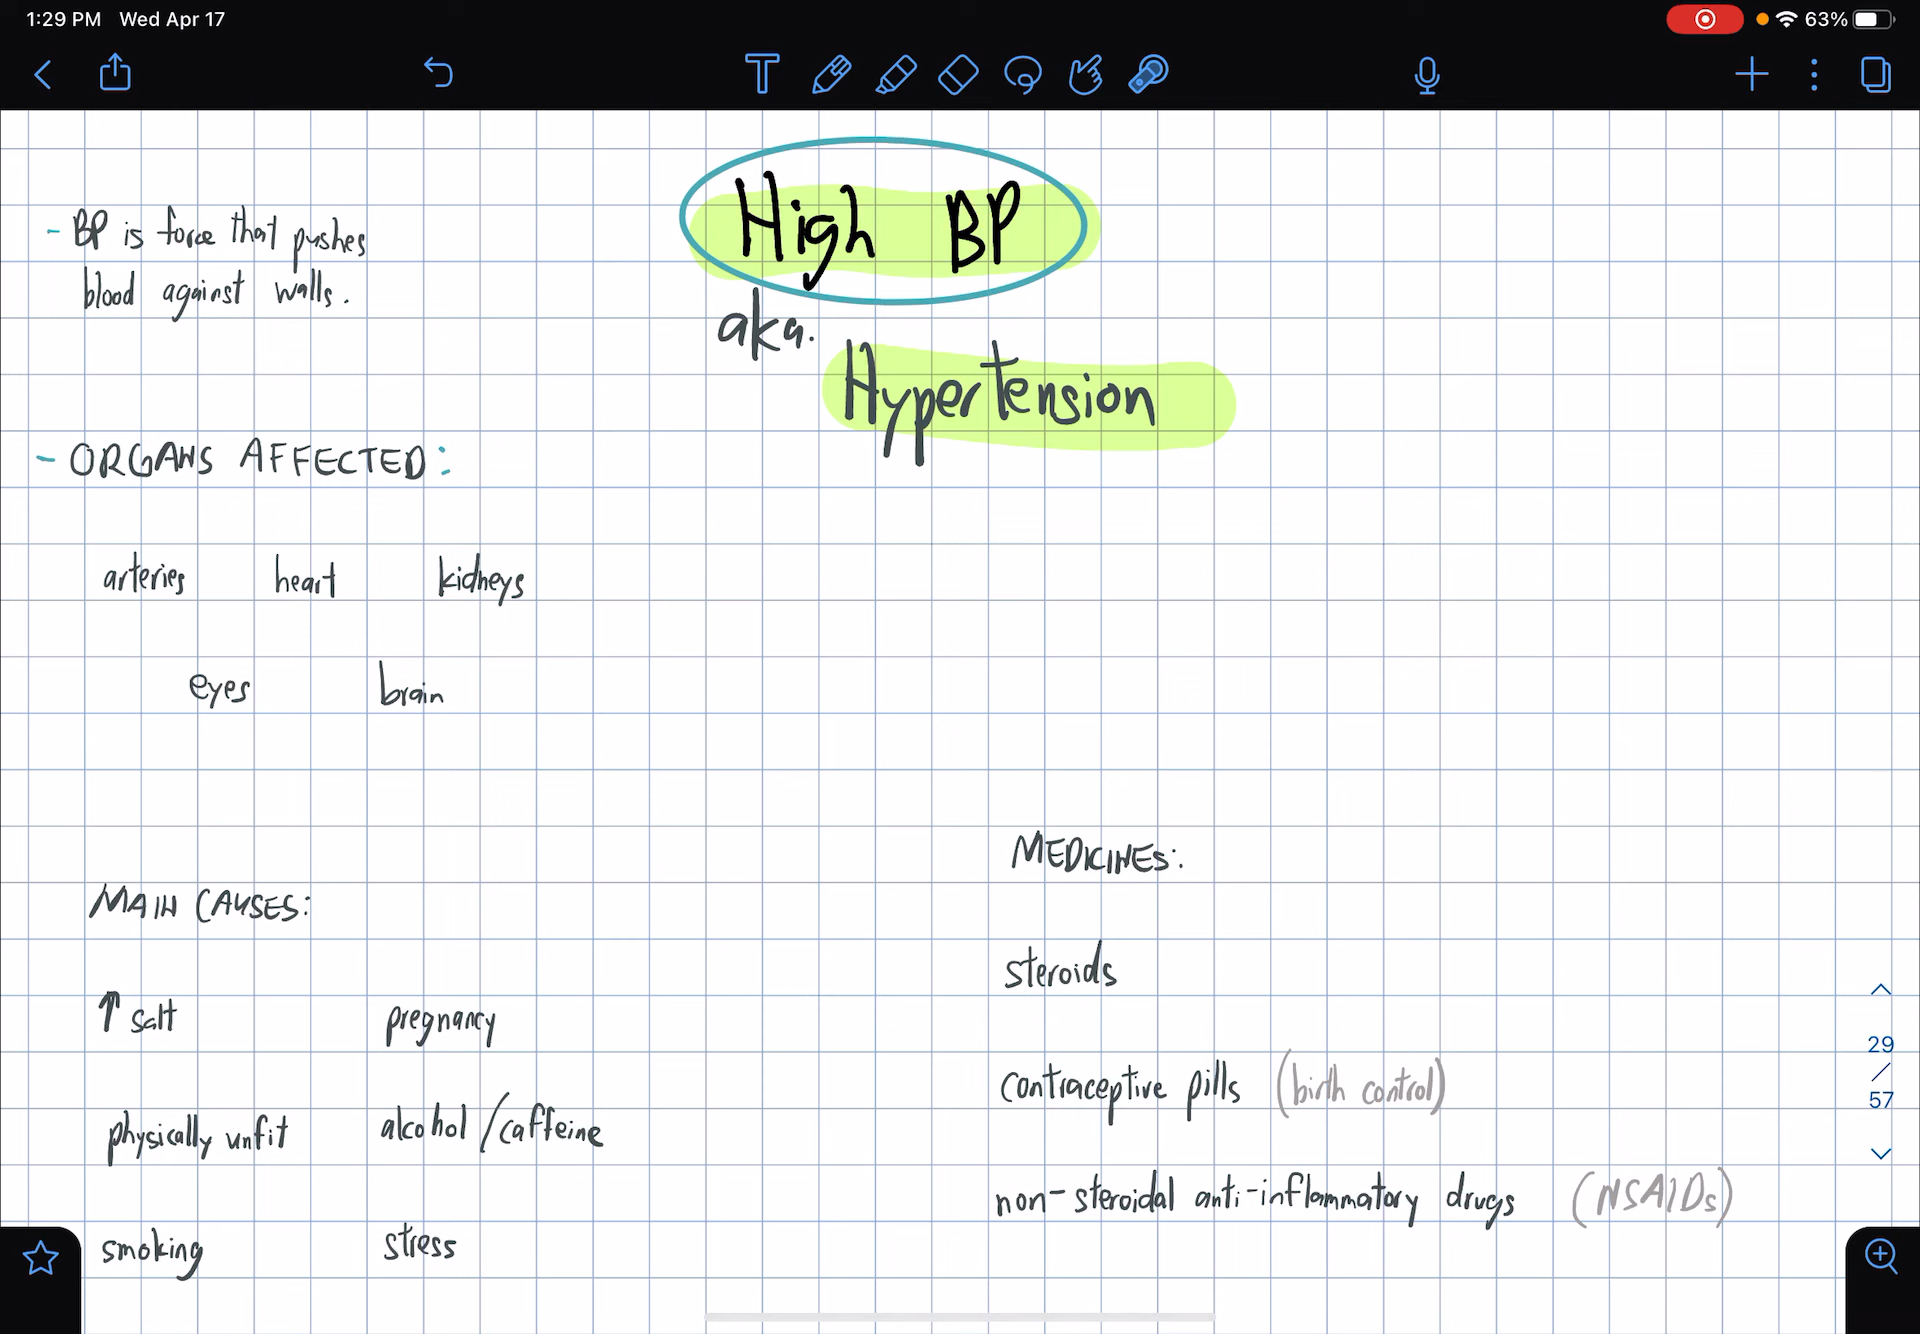 1:29 PM Wed Apr 17
63%
High BP
aka.
Hypertension
- BP is force that pushes
blood against walls.
- ORGANS AFFECTED:
arteries heart kidneys
eyes brain
MAIN CAUSES:
↑ salt pregnancy
physically unfit alcohol/caffeine
smoking stress
MEDICINES:
steroids
contraceptive pills (birth control)
non-steroidal anti-inflammatory drugs (NSAIDs)
29
/
57